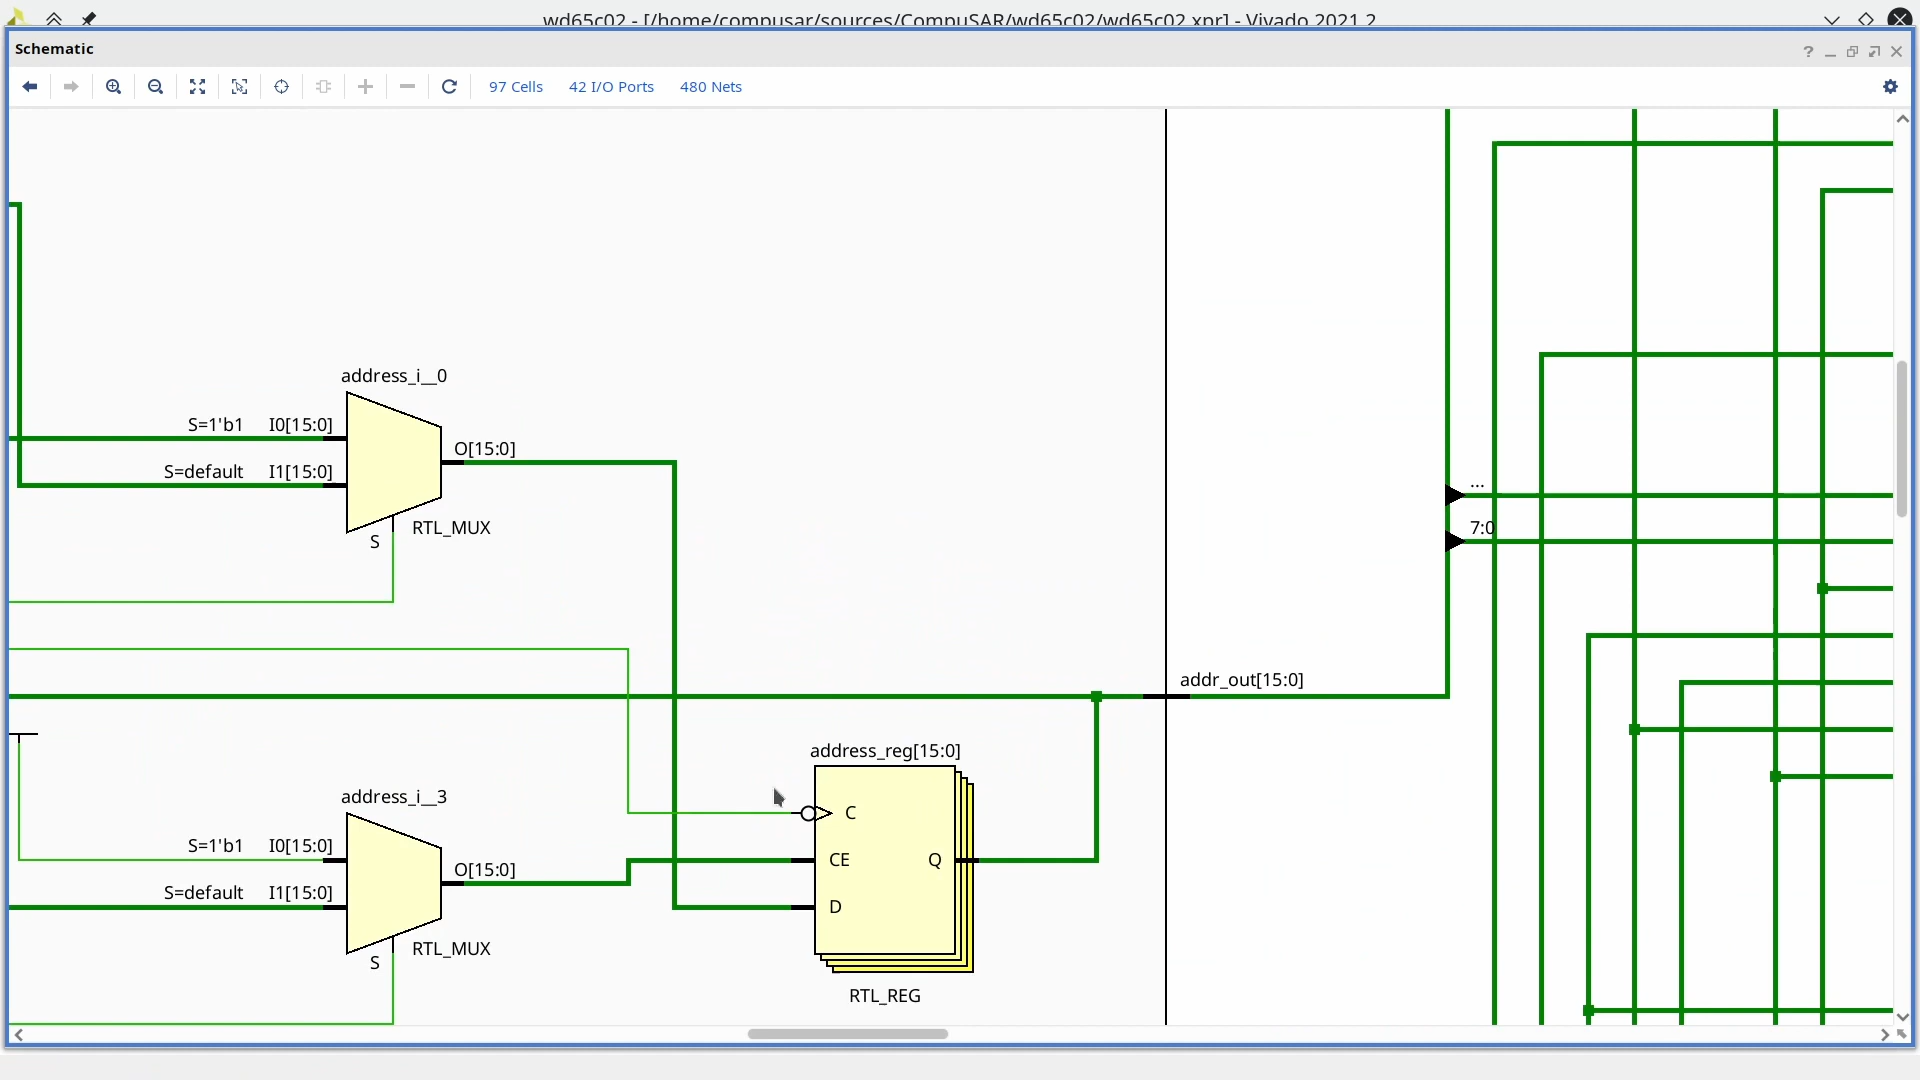 wd65c02 - [/home/compusar/sources/CompuSAR/wd65c02/wd65c02.xpr] - Vivado 2021.2
Schematic
?
97 Cells 42 I/O Ports 480 Nets
address_i__0
S=1'b1 I0[15:0]
O[15:0]
S=default I1[15:0]
...
RTL_MUX
7:0
S
addr_out[15:0]
address_reg[15:0]
address_i__3
C
S=1'b1 I0[15:0]
O[15:0]
CE Q
S=default I1[15:0]
D
RTL_MUX
S
RTL_REG